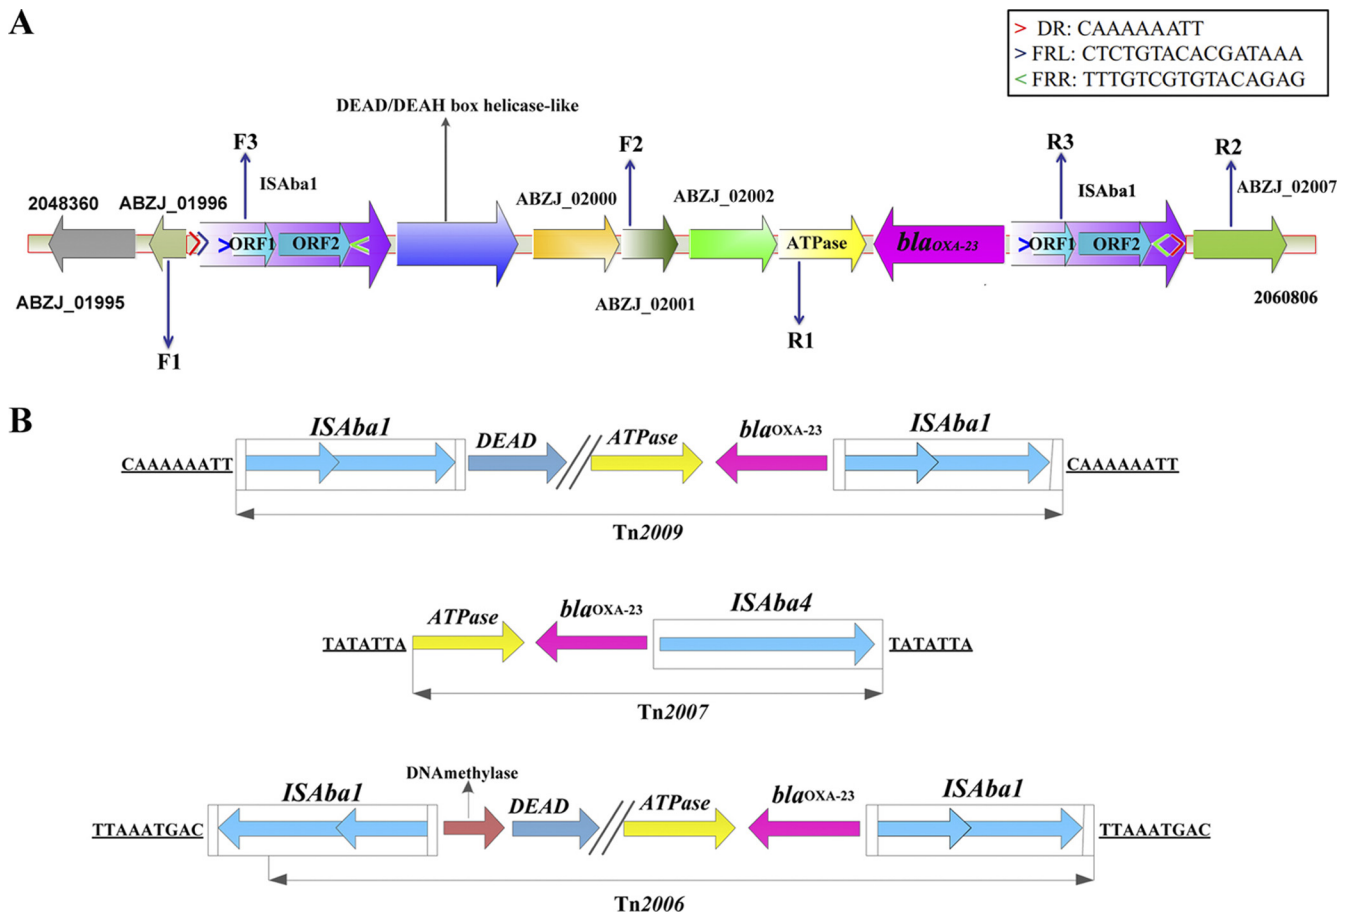 A
> DR: CAAAAAATT
> FRL: CTCTGTACACGATAAA
< FRR: TTTGTCGTGTACAGAG
DEAD/DEAH box helicase-like
F3
F2
R3
R2
2048360
ABZJ_01996
ISAba1
ABZJ_02000
ABZJ_02002
ISAba1
ABZJ_02007
ORF1
ORF2
ATPase
blaOXA-23
ORF1
ORF2
ABZJ_01995
ABZJ_02001
2060806
F1
R1
B
ISAba1
DEAD
ATPase
blaOXA-23
ISAba1
CAAAAAATT
CAAAAAATT
Tn2009
ATPase
blaOXA-23
ISAba4
TATATTA
TATATTA
Tn2007
DNAmethylase
ISAba1
DEAD
ATPase
blaOXA-23
ISAba1
TTAAATGAC
TTAAATGAC
Tn2006